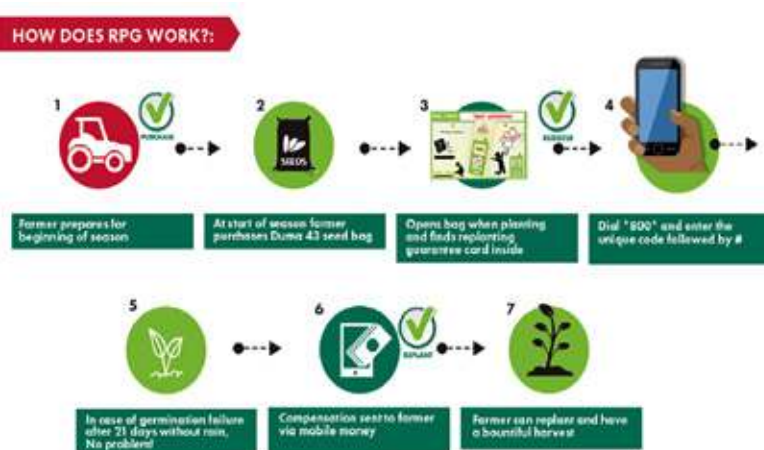 HOW DOES RPG WORK?:
1
PURCHASE
2
SEEDS
3
REGISTER
4
Farmer prepares for
beginning of season
At start of season farmer
purchases Duma 43 seed bag
Opens bag when planting
and finds replanting
guarantee card inside
Dial *800* and enter the
unique code followed by #
5
6
REPLANT
7
In case of germination failure
after 21 days without rain,
No problem!
Compensation sent to farmer
via mobile money
Farmer can replant and have
a bountiful harvest